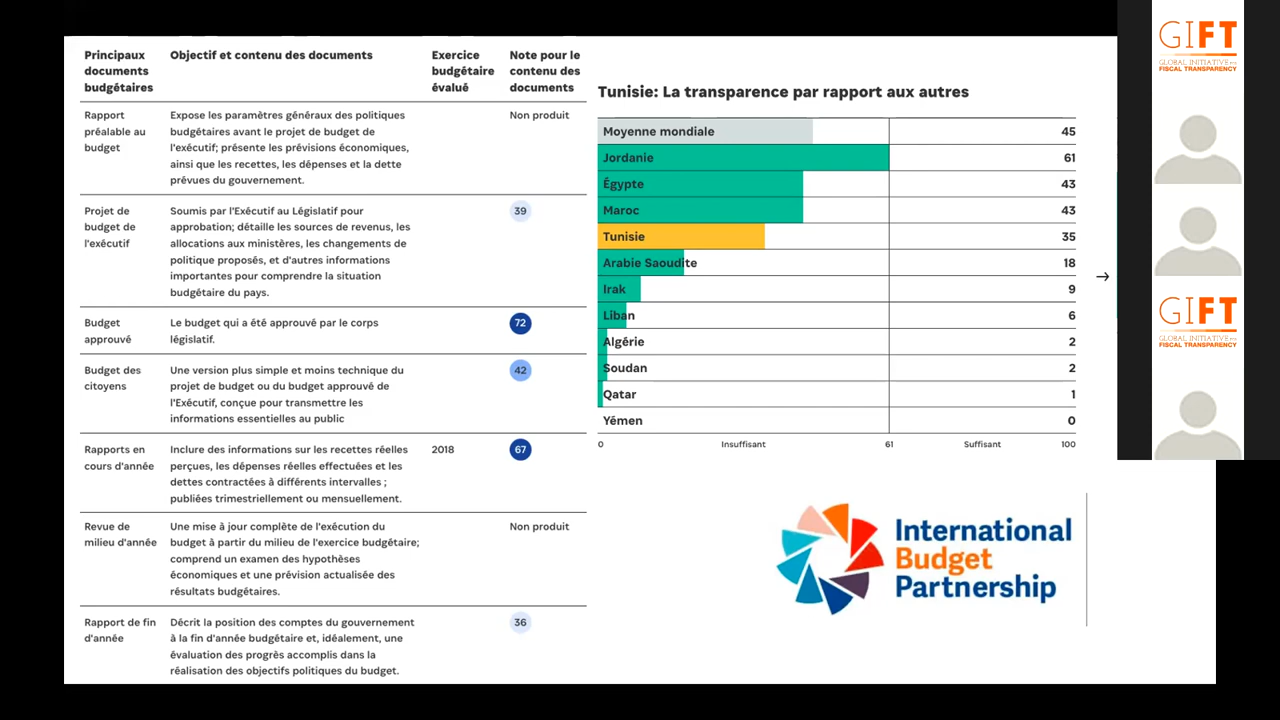 Principaux
documents
budgétaires
Objectif et contenu des documents
Exercice
budgétaire
évalué
Note pour le
contenu des
documents
Rapport
préalable au
budget
Expose les paramètres généraux des politiques
budgétaires avant le projet de budget de
l'exécutif; présente les prévisions économiques,
ainsi que les recettes, les dépenses et la dette
prévues du gouvernement.
Non produit
Projet de
budget de
l'exécutif
Soumis par l'Exécutif au Législatif pour
approbation; détaille les sources de revenus, les
allocations aux ministères, les changements de
politique proposés, et d'autres informations
importantes pour comprendre la situation
budgétaire du pays.
39
Budget
approuvé
Le budget qui a été approuvé par le corps
législatif.
72
Budget des
citoyens
Une version plus simple et moins technique du
projet de budget ou du budget approuvé de
l'Exécutif, conçue pour transmettre les
informations essentielles au public
42
Rapports en
cours d'année
Inclure des informations sur les recettes réelles
perçues, les dépenses réelles effectuées et les
dettes contractées à différents intervalles ;
publiées trimestriellement ou mensuellement.
2018
67
Revue de
milieu d'année
Une mise à jour complète de l'exécution du
budget à partir du milieu de l'exercice budgétaire;
comprend un examen des hypothèses
économiques et une prévision actualisée des
résultats budgétaires.
Non produit
Rapport de fin
d'année
Décrit la position des comptes du gouvernement
à la fin d'année budgétaire et, idéalement, une
évaluation des progrès accomplis dans la
réalisation des objectifs politiques du budget.
36
Tunisie: La transparence par rapport aux autres
Moyenne mondiale 45
Jordanie 61
Égypte 43
Maroc 43
Tunisie 35
Arabie Saoudite 18
Irak 9
Liban 6
Algérie 2
Soudan 2
Qatar 1
Yémen 0
0 Insuffisant 61 Suffisant 100
→
International
Budget
Partnership
GIFT
GLOBAL INITIATIVE FOR
FISCAL TRANSPARENCY
GIFT
GLOBAL INITIATIVE FOR
FISCAL TRANSPARENCY